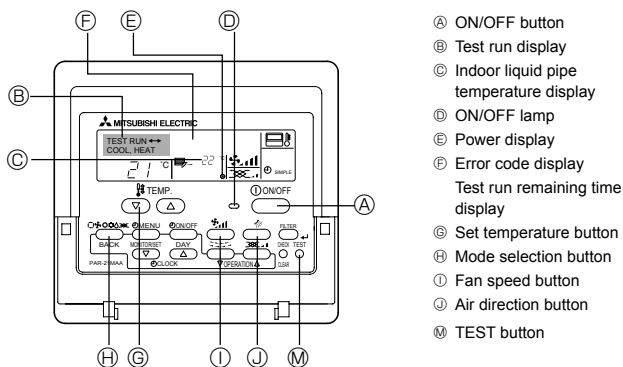 Ⓕ Ⓔ Ⓓ
Ⓑ
Ⓒ
Ⓐ
MITSUBISHI ELECTRIC
TEST RUN ↔
COOL, HEAT
21 °C 22 °C
SIMPLE
TEMP.
ON/OFF
MENU ON/OFF FILTER
BACK MONITOR/SET DAY CHECK TEST
PAR-21MAA CLOCK OPERATION CLEAR
Ⓗ Ⓖ Ⓘ Ⓙ Ⓜ
Ⓐ ON/OFF button
Ⓑ Test run display
Ⓒ Indoor liquid pipe
temperature display
Ⓓ ON/OFF lamp
Ⓔ Power display
Ⓕ Error code display
Test run remaining time
display
Ⓖ Set temperature button
Ⓗ Mode selection button
Ⓘ Fan speed button
Ⓙ Air direction button
Ⓜ TEST button